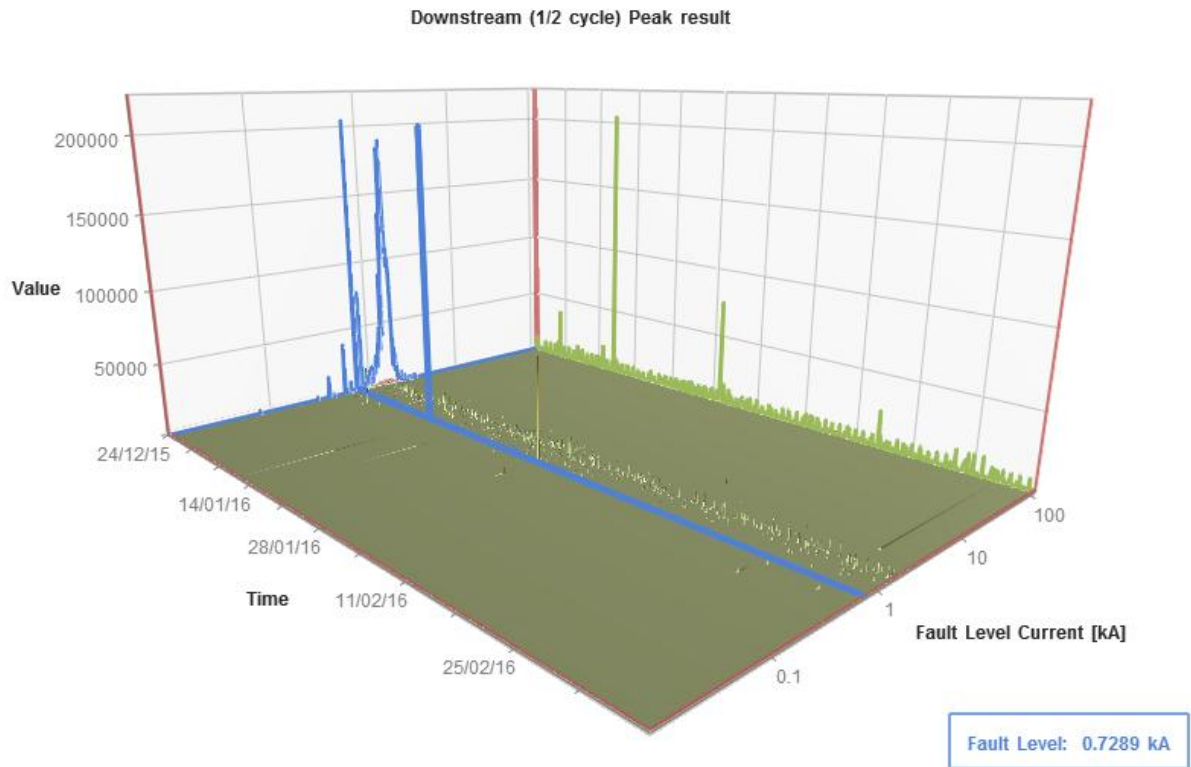 Downstream (1/2 cycle) Peak result
200000
150000
Value
100000
50000
24/12/15
14/01/16
28/01/16
Time
11/02/16
25/02/16
100
10
1
Fault Level Current [kA]
0.1
Fault Level: 0.7289 kA